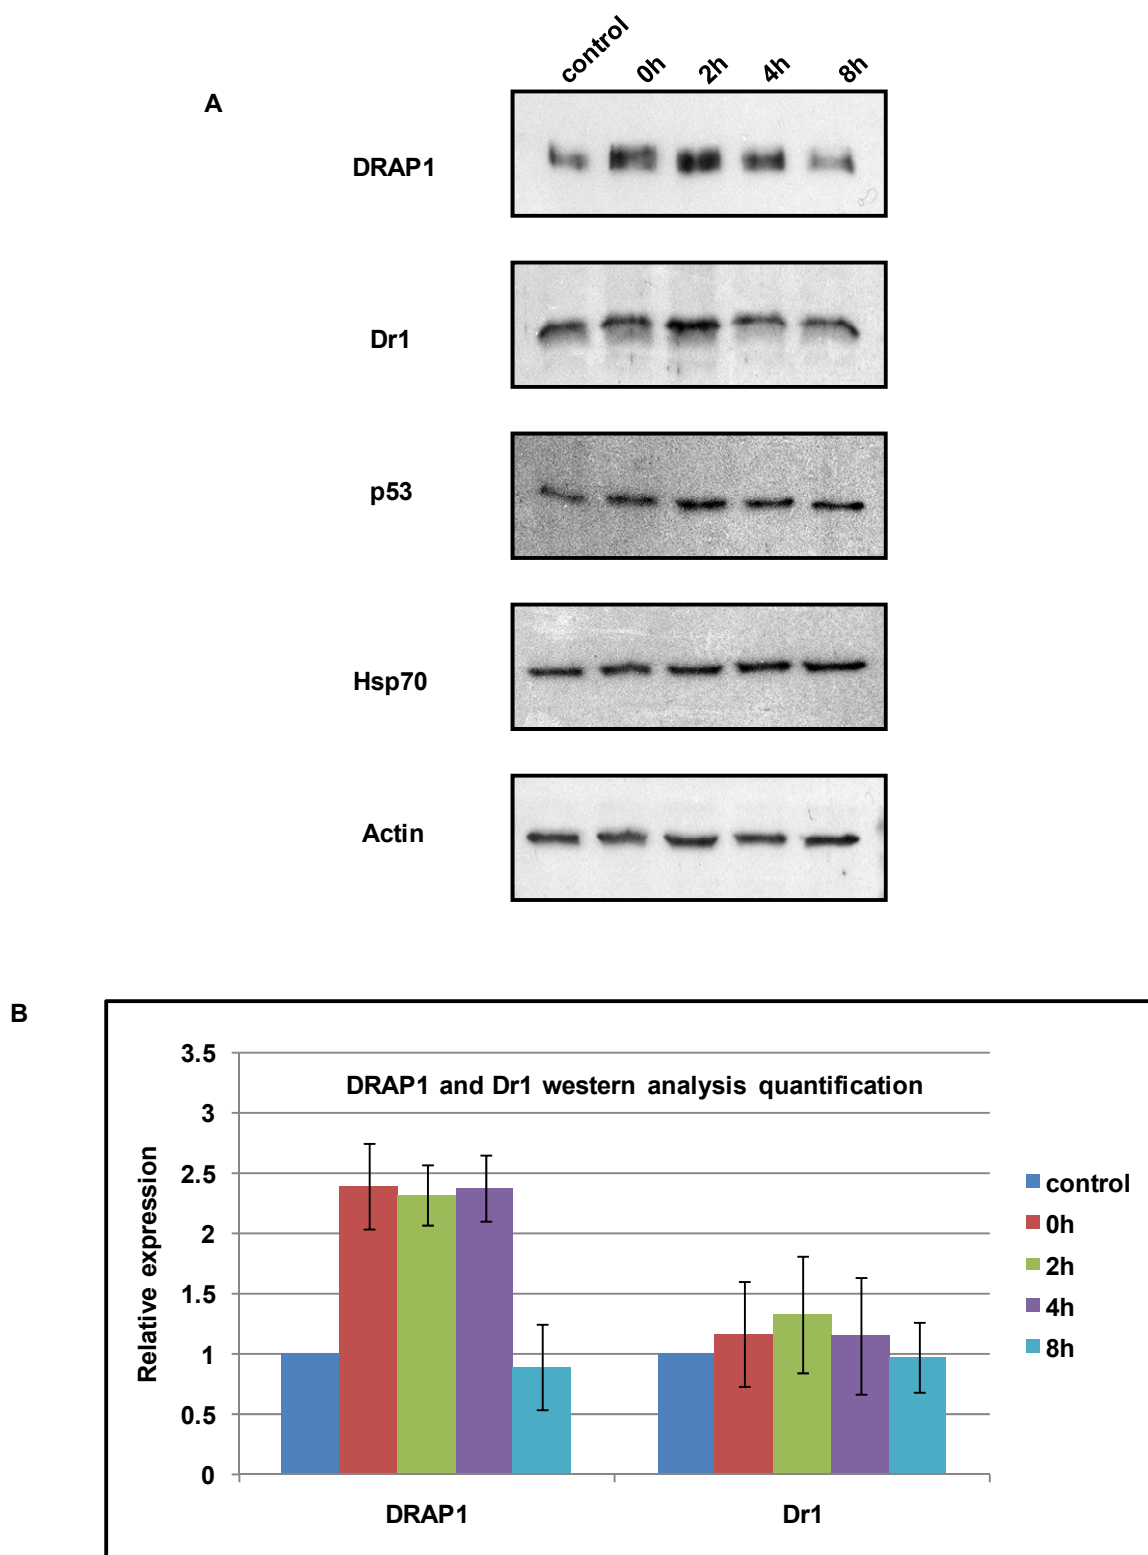 control 0h 2h 4h 8h
A
DRAP1
Dr1
p53
Hsp70
Actin
B
DRAP1 and Dr1 western analysis quantification
Relative expression
3.5
3
2.5
2
1.5
1
0.5
0
DRAP1 Dr1
control
0h
2h
4h
8h